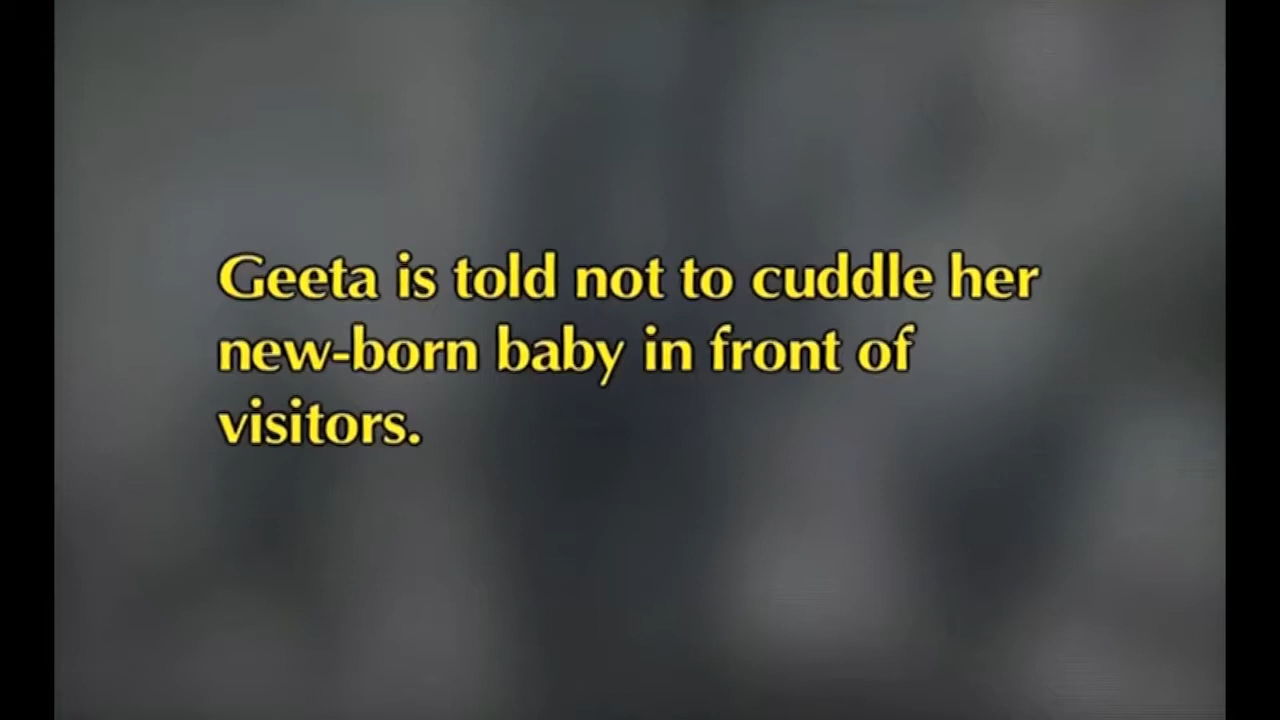 Geeta is told not to cuddle her
new-born baby in front of
visitors.